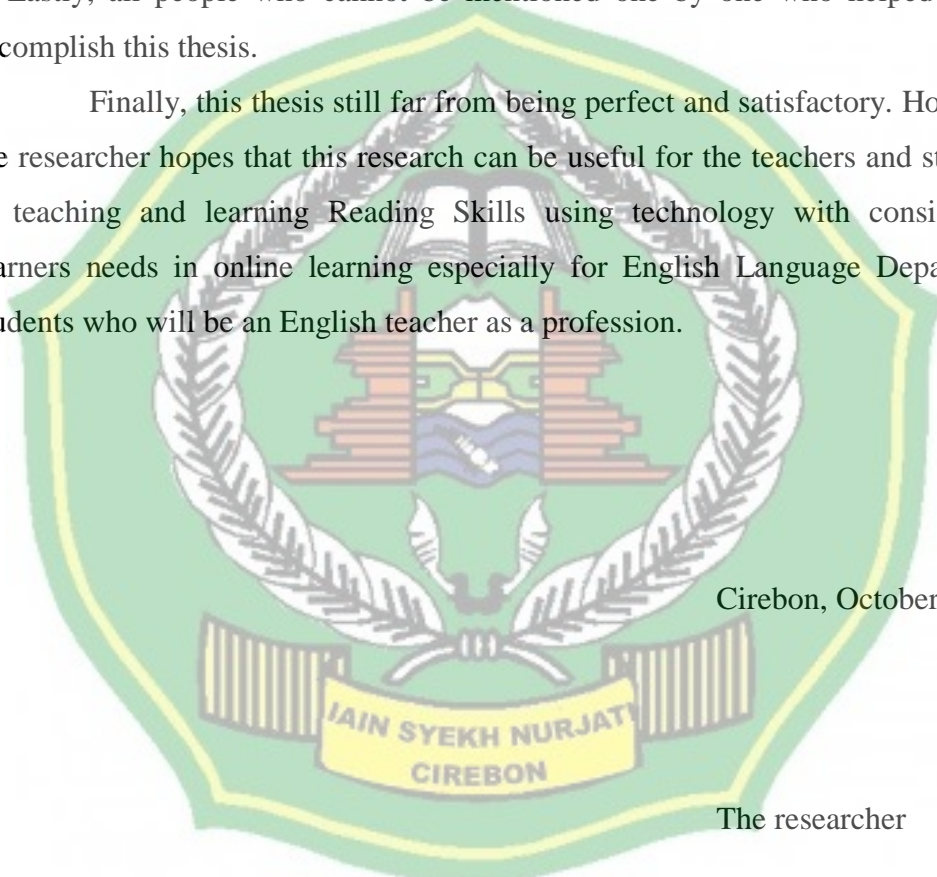 Lastly, all people who cannot be mentioned one by one who helped
complish this thesis.
Finally, this thesis still far from being perfect and satisfactory. Ho
e researcher hopes that this research can be useful for the teachers and st
teaching and learning Reading Skills using technology with consi
arners needs in online learning especially for English Language Depa
udents who will be an English teacher as a profession.
Cirebon, October
IAIN SYEKH NURJATI
CIREBON
The researcher